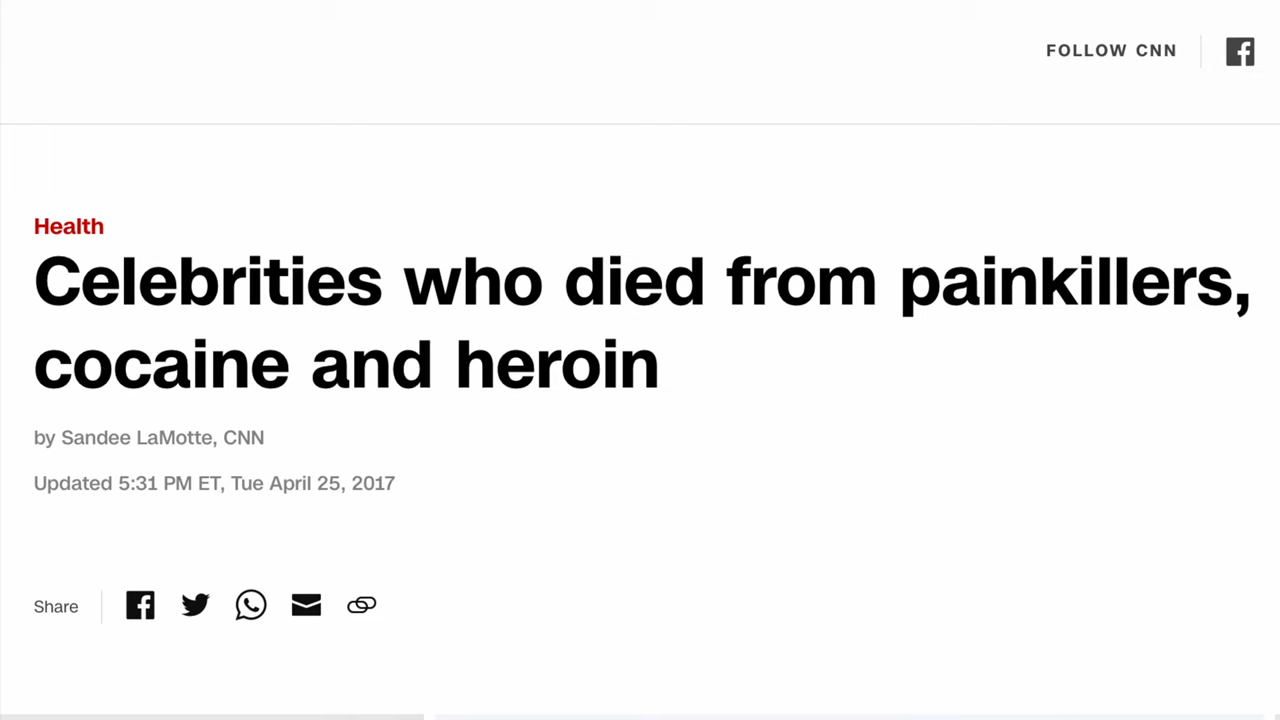 FOLLOW CNN
Health
Celebrities who died from painkillers,
cocaine and heroin
by Sandee LaMotte, CNN
Updated 5:31 PM ET, Tue April 25, 2017
Share